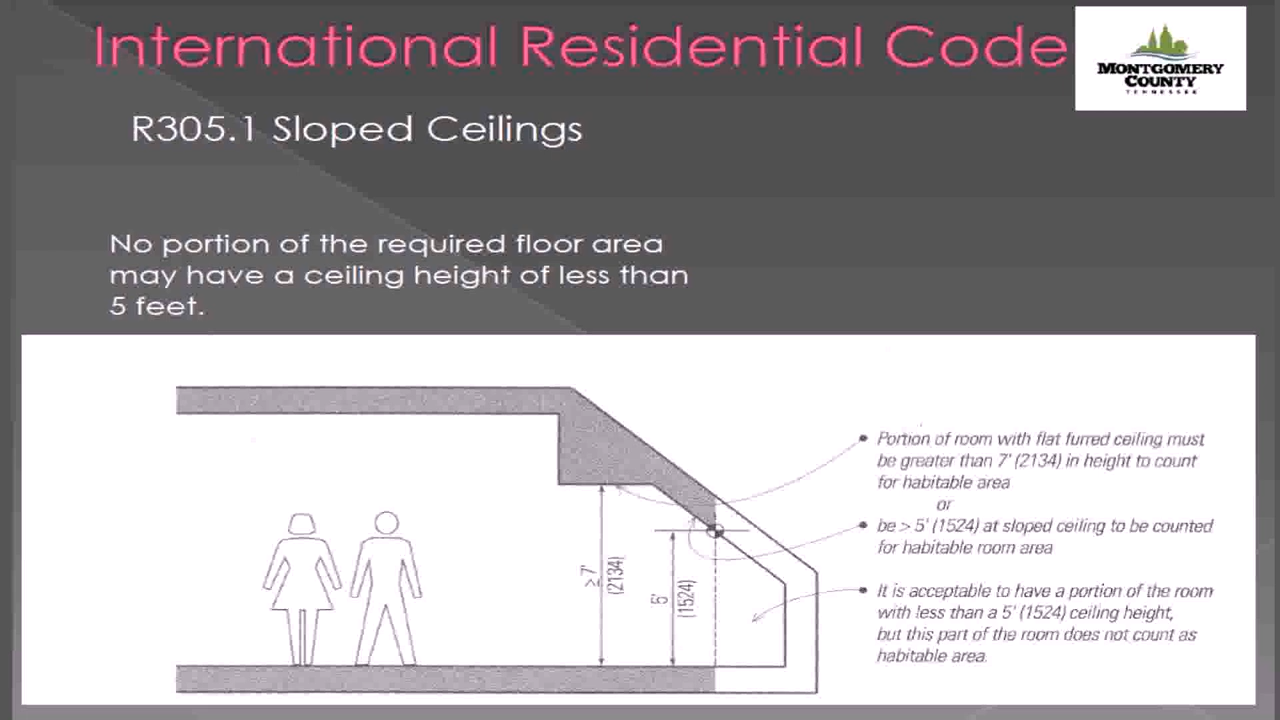 International Residential Code
MONTGOMERY
COUNTY
TENNESSEE
R305.1 Sloped Ceilings
No portion of the required floor area
may have a ceiling height of less than
5 feet.
Portion of room with flat furred ceiling must
be greater than 7' (2134) in height to count
for habitable area
or
be > 5' (1524) at sloped ceiling to be counted
for habitable room area
≥7'
(2134)
5'
(1524)
It is acceptable to have a portion of the room
with less than a 5' (1524) ceiling height,
but this part of the room does not count as
habitable area.